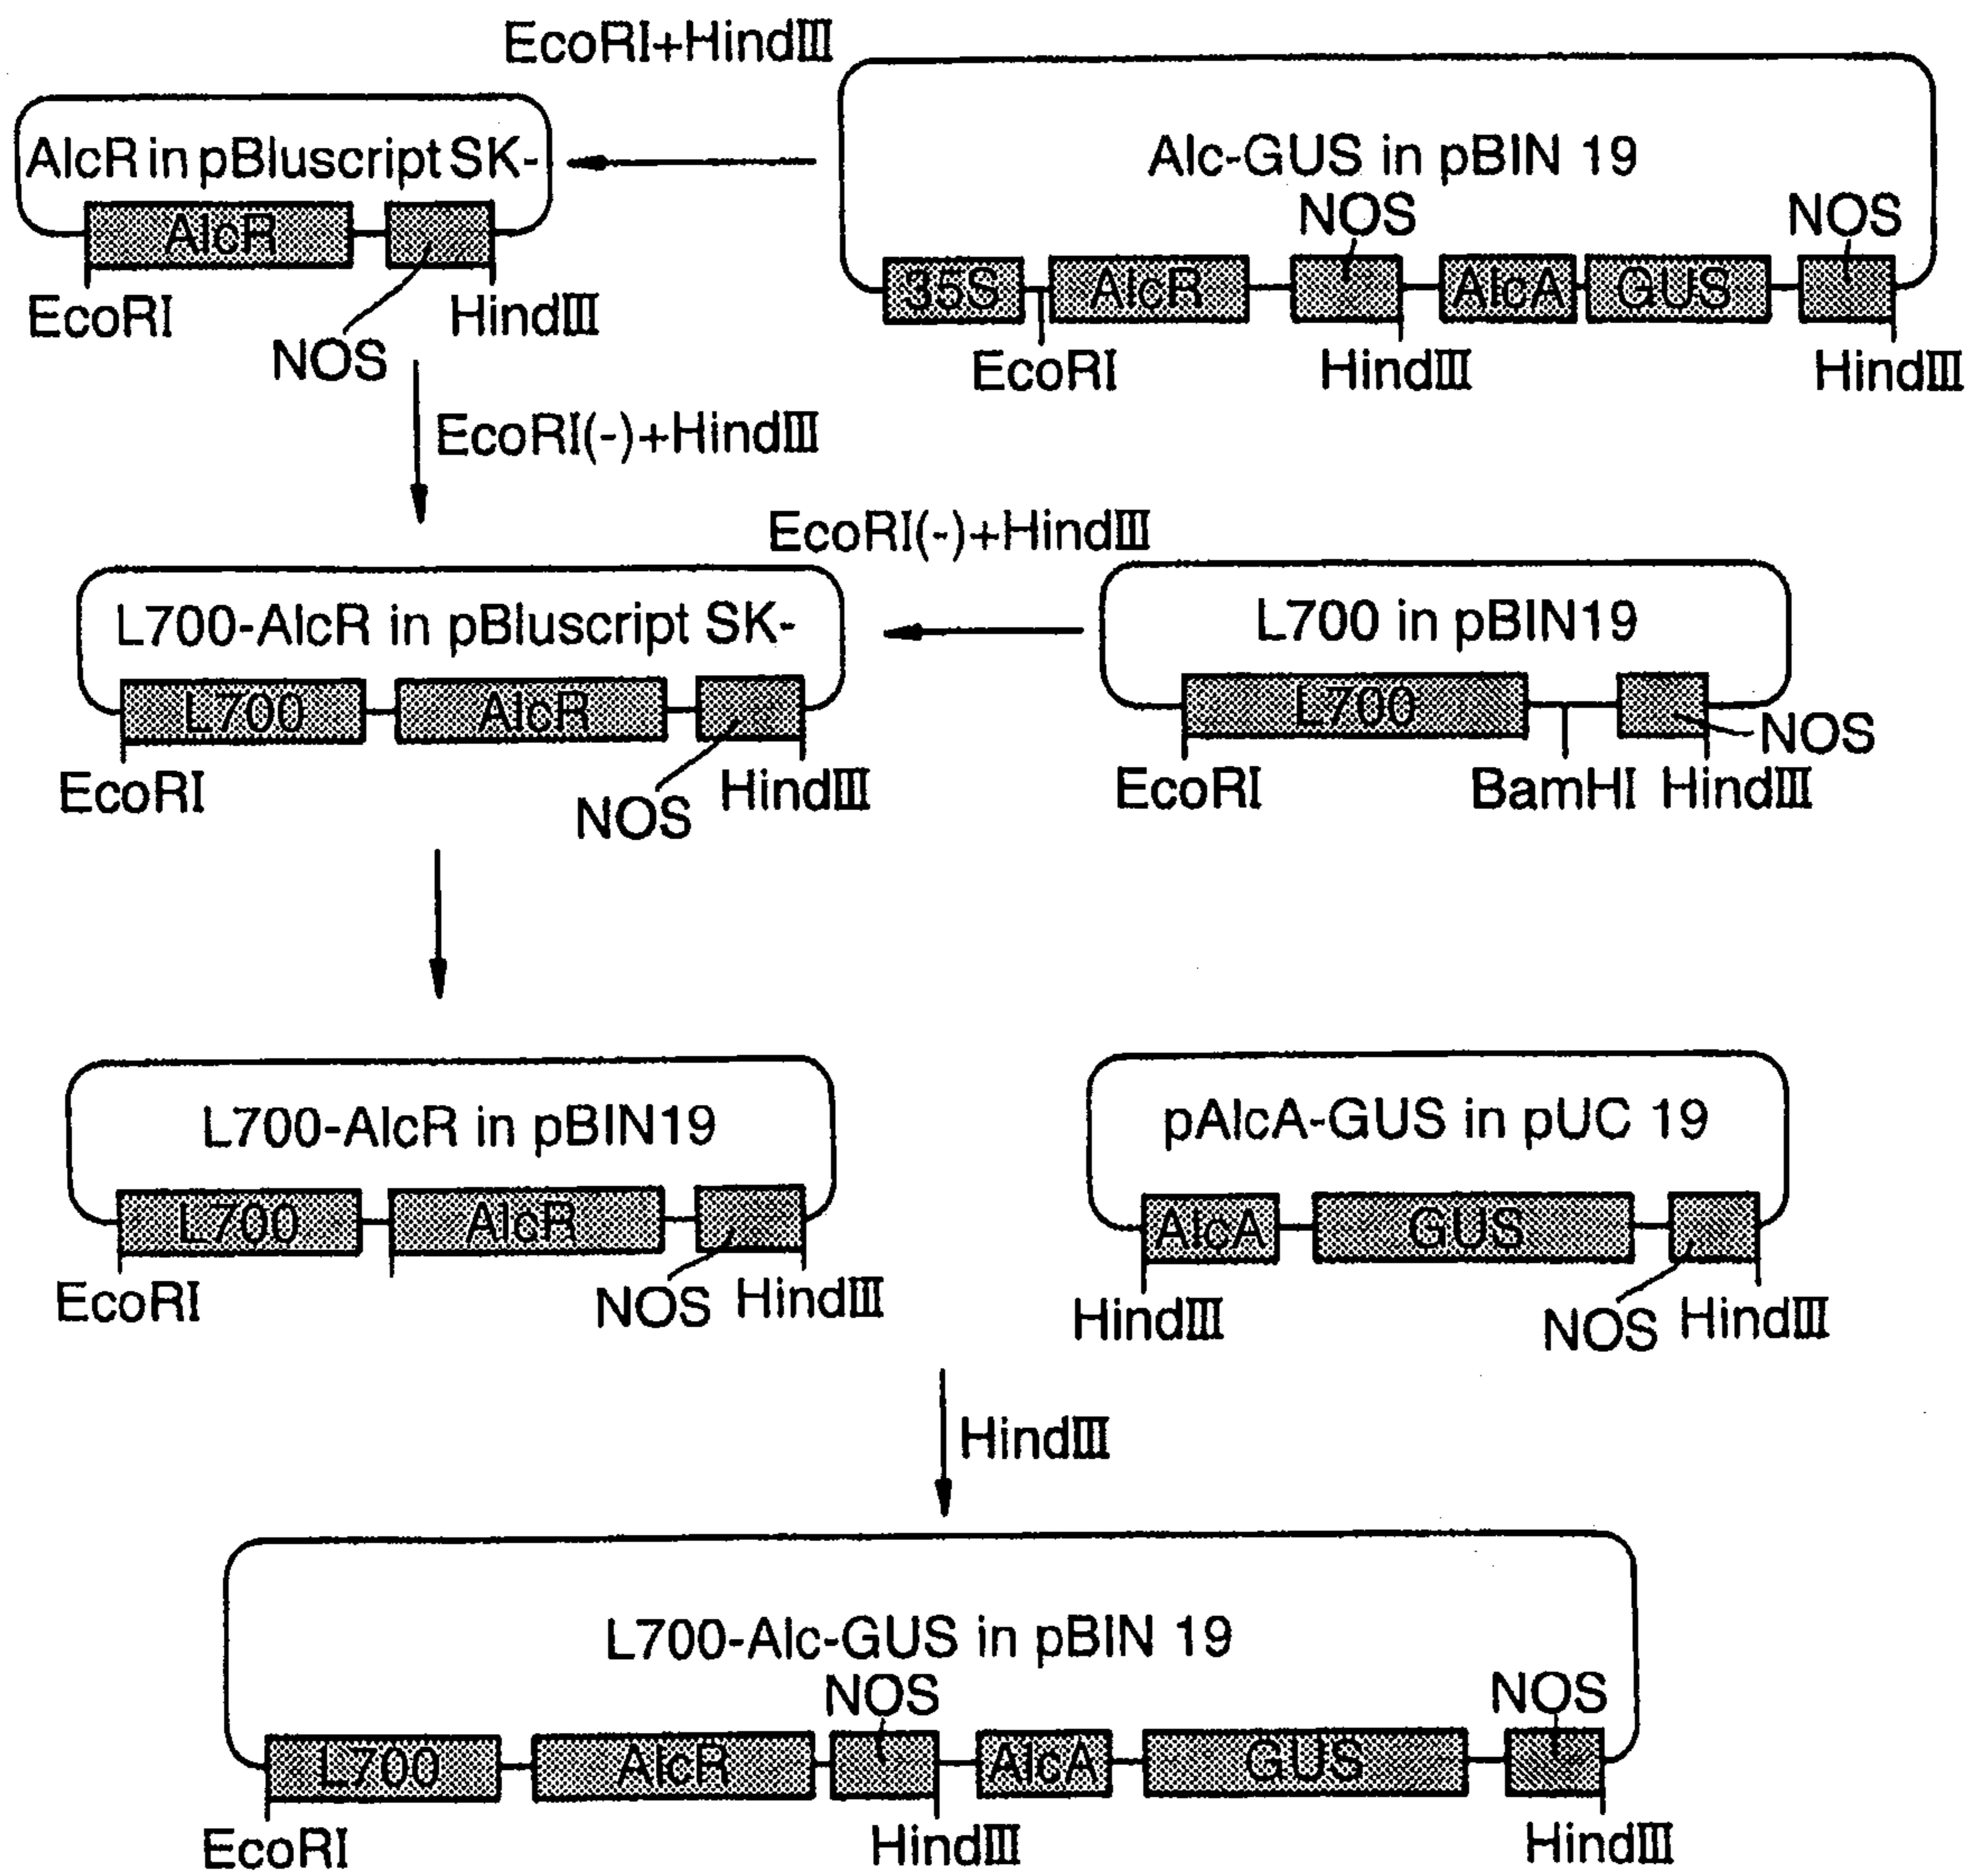 EcoRI+HindⅢ
AlcR in pBluscript SK-
Alc-GUS in pBIN 19
NOS
NOS
AlcR
35S
AlcR
AlcA
GUS
EcoRI
HindⅢ
NOS
EcoRI
HindⅢ
HindⅢ
EcoRI(-)+HindⅢ
EcoRI(-)+HindⅢ
L700-AlcR in pBluscript SK-
L700 in pBIN19
L700
AlcR
L700
NOS
EcoRI
NOS
HindⅢ
EcoRI
BamHI
HindⅢ
L700-AlcR in pBIN19
pAlcA-GUS in pUC 19
L700
AlcR
AlcA
GUS
EcoRI
NOS
HindⅢ
HindⅢ
NOS
HindⅢ
HindⅢ
L700-Alc-GUS in pBIN 19
NOS
NOS
L700
AlcR
AlcA
GUS
EcoRI
HindⅢ
HindⅢ